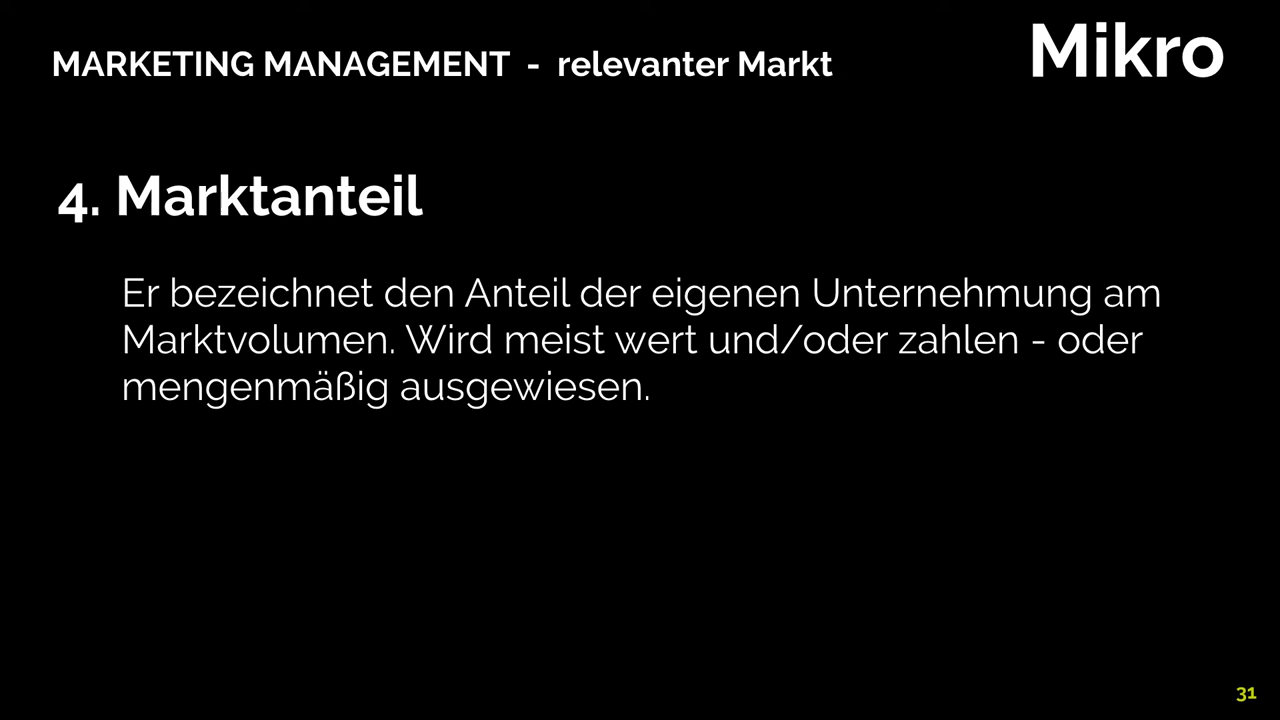 MARKETING MANAGEMENT - relevanter Markt
Mikro
4. Marktanteil
Er bezeichnet den Anteil der eigenen Unternehmung am
Marktvolumen. Wird meist wert und/oder zahlen - oder
mengenmäßig ausgewiesen.
31